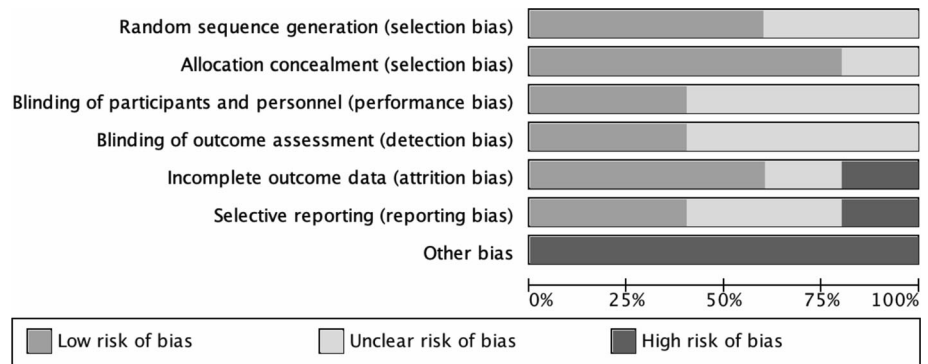 Random sequence generation (selection bias)
Allocation concealment (selection bias)
Blinding of participants and personnel (performance bias)
Blinding of outcome assessment (detection bias)
Incomplete outcome data (attrition bias)
Selective reporting (reporting bias)
Other bias
0% 25% 50% 75% 100%
Low risk of bias Unclear risk of bias High risk of bias